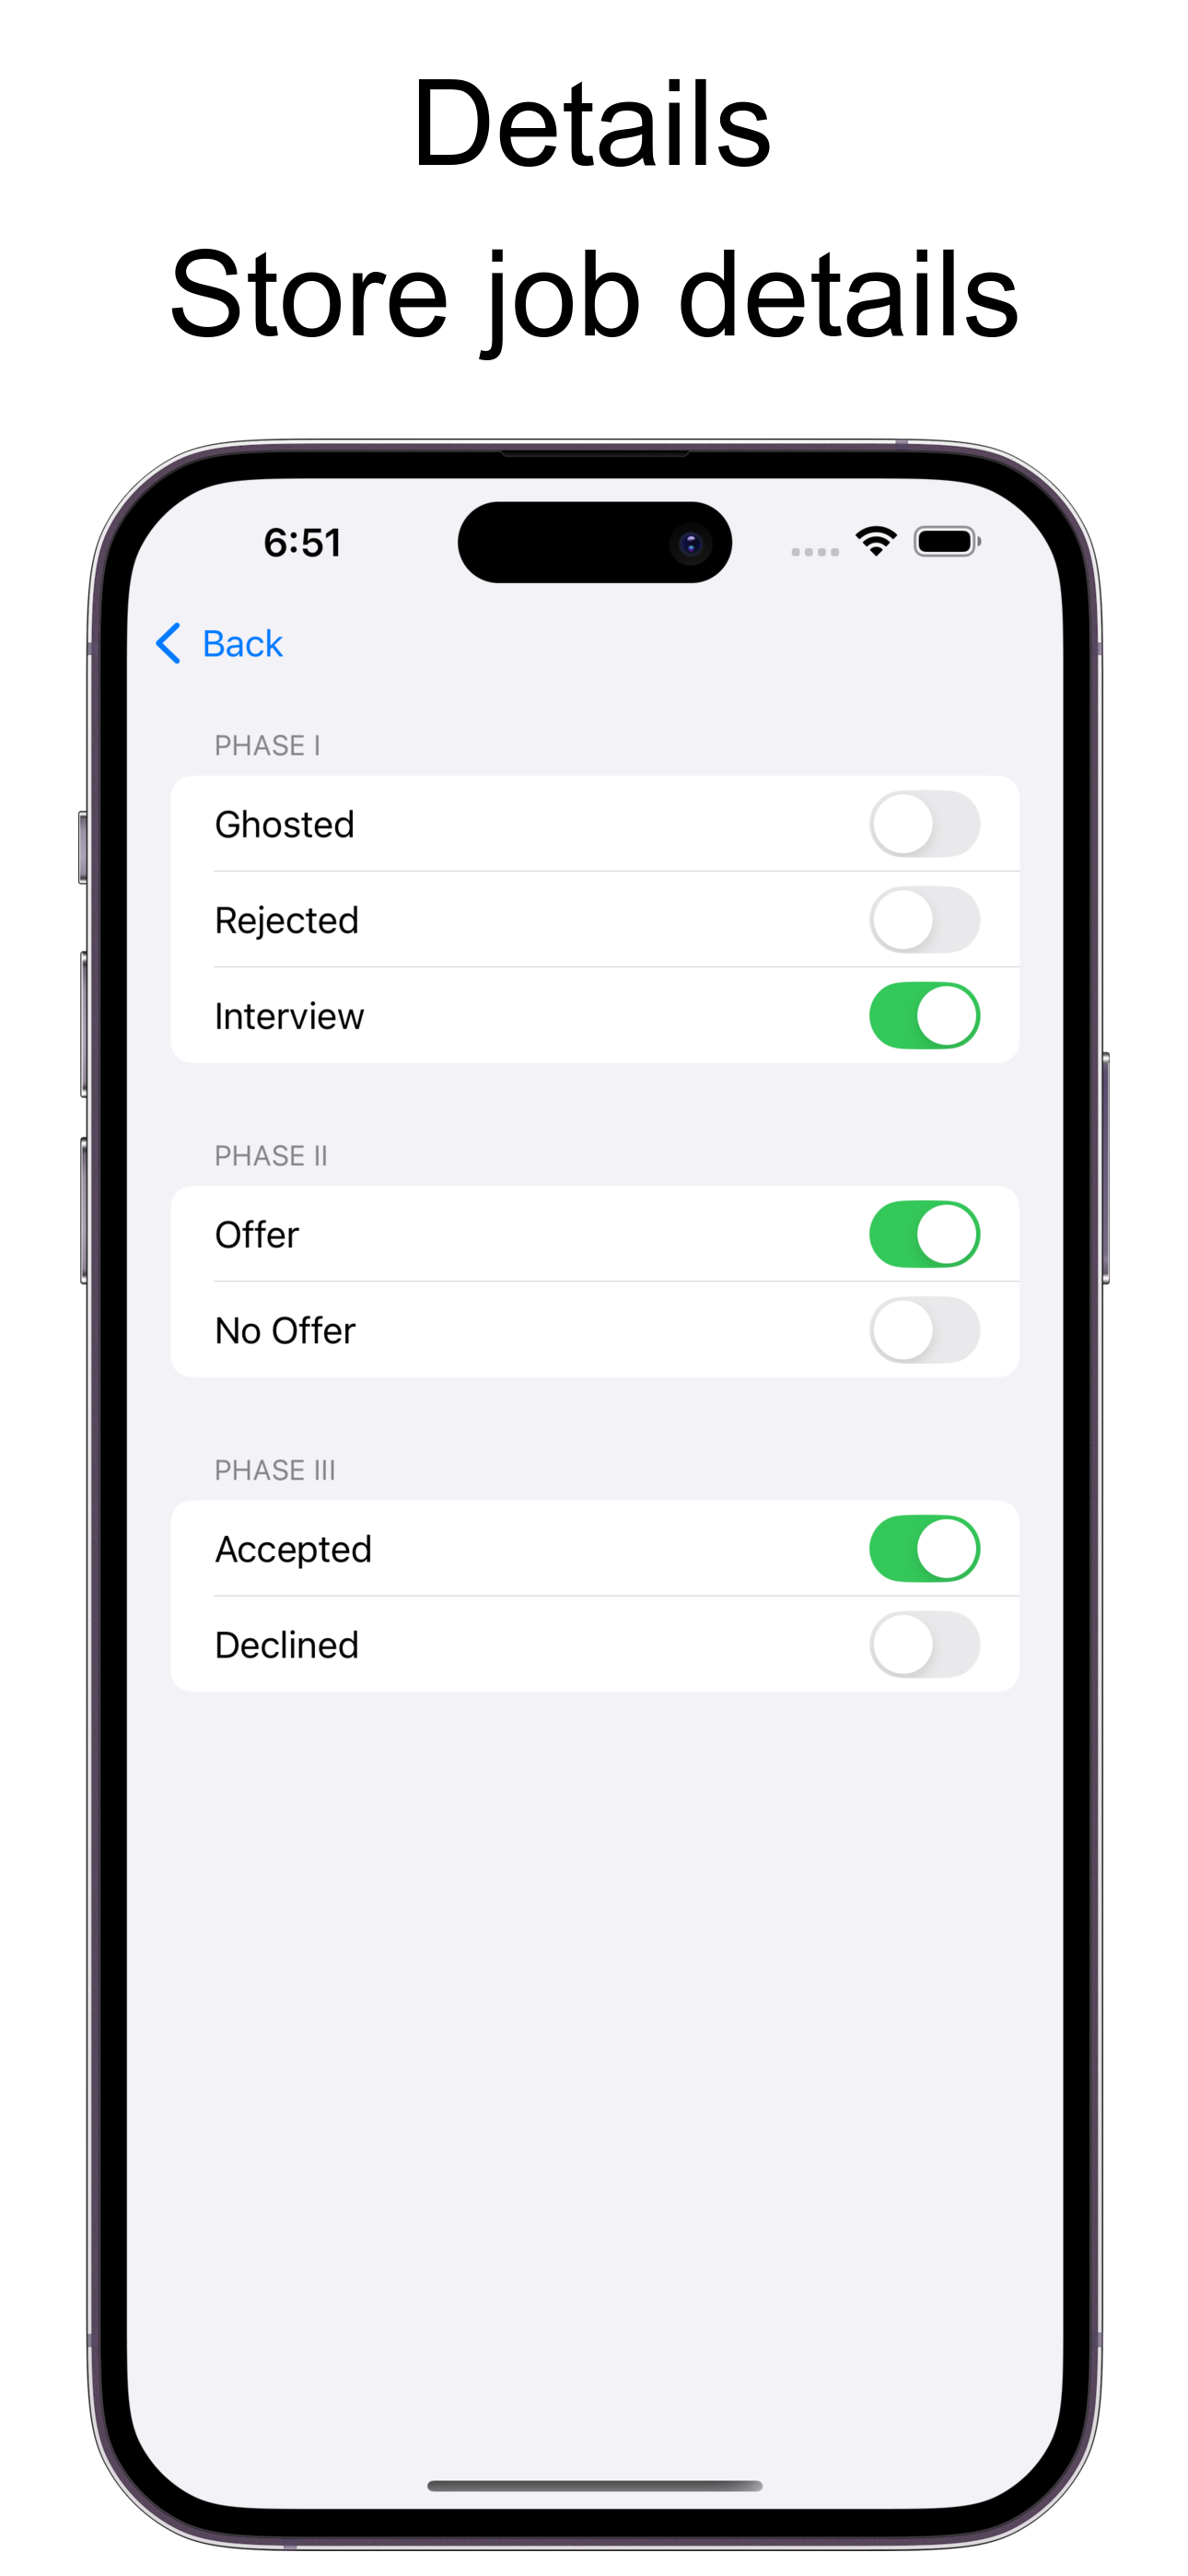 Details
Store job details
6:51
Back
PHASE I
Ghosted
Rejected
Interview
PHASE II
Offer
No Offer
PHASE III
Accepted
Declined